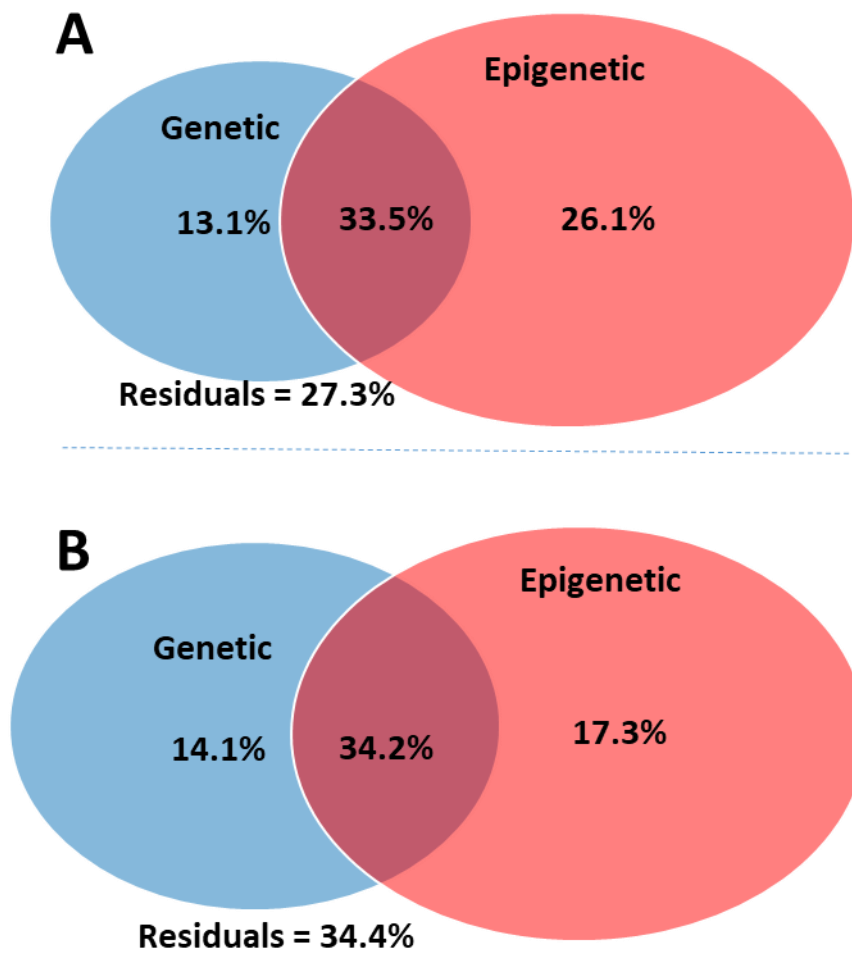 A
Epigenetic
Genetic
13.1%
33.5%
26.1%
Residuals = 27.3%
B
Epigenetic
Genetic
14.1%
34.2%
17.3%
Residuals = 34.4%